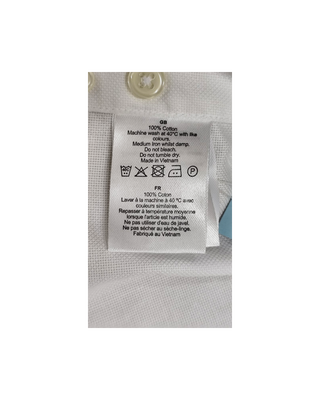 GB
100% Cotton
Machine wash at 40°C with like
colours.
Medium iron whilst damp.
Do not bleach.
Do not tumble dry.
Made in Vietnam
FR
100% Coton
Laver à la machine à 40 °C avec
couleurs similaires.
Repasser à température moyenne
lorsque l'article est humide.
Ne pas utiliser d'eau de javel.
Ne pas sécher au sèche-linge.
Fabriqué au Vietnam